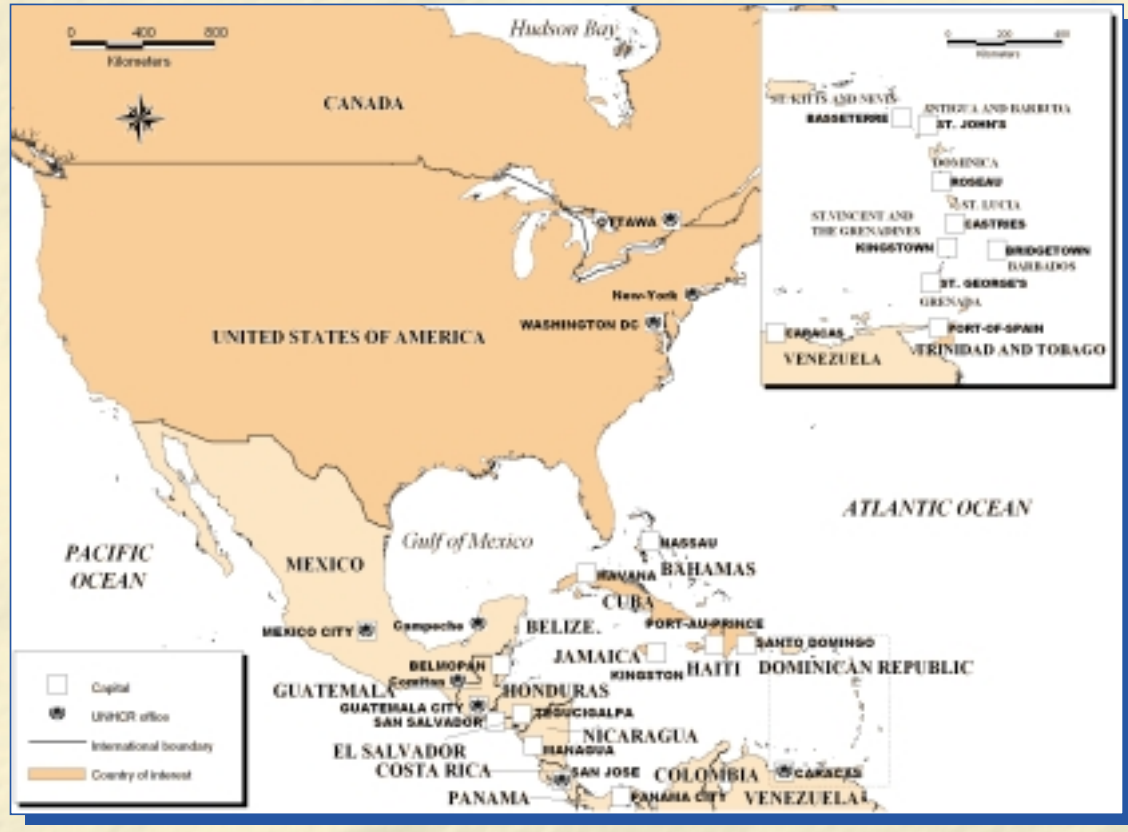 0 400 800
Kilometers
Hudson Bay
CANADA
OTTAWA
New-York
WASHINGTON DC
UNITED STATES OF AMERICA
0 200 400
Kilometers
ST. KITTS AND NEVIS
BASSETERRE
ANTIGUA AND BARBUDA
ST. JOHN'S
DOMINICA
ROSEAU
ST. LUCIA
CASTRIES
ST. VINCENT AND
THE GRENADINES
KINGSTOWN
BRIDGETOWN
BARBADOS
ST. GEORGE'S
GRENADA
CARACAS
PORT-OF-SPAIN
TRINIDAD AND TOBAGO
VENEZUELA
ATLANTIC OCEAN
PACIFIC
OCEAN
Gulf of Mexico
MEXICO
NASSAU
BAHAMAS
HAVANA
CUBA
MEXICO CITY
Campeche
BELIZE.
PORT-AU-PRINCE
SANTO DOMINGO
JAMAICA
KINGSTON
HAITI
DOMINICAN REPUBLIC
BELMOPAN
Comitan
GUATEMALA
HONDURAS
GUATEMALA CITY
TEGUCIGALPA
SAN SALVADOR
NICARAGUA
EL SALVADOR
MANAGUA
COSTA RICA
SAN JOSE
COLOMBIA
CARACAS
PANAMA
PANAMA CITY
VENEZUELA
Capital
UNHCR office
International boundary
Country of interest